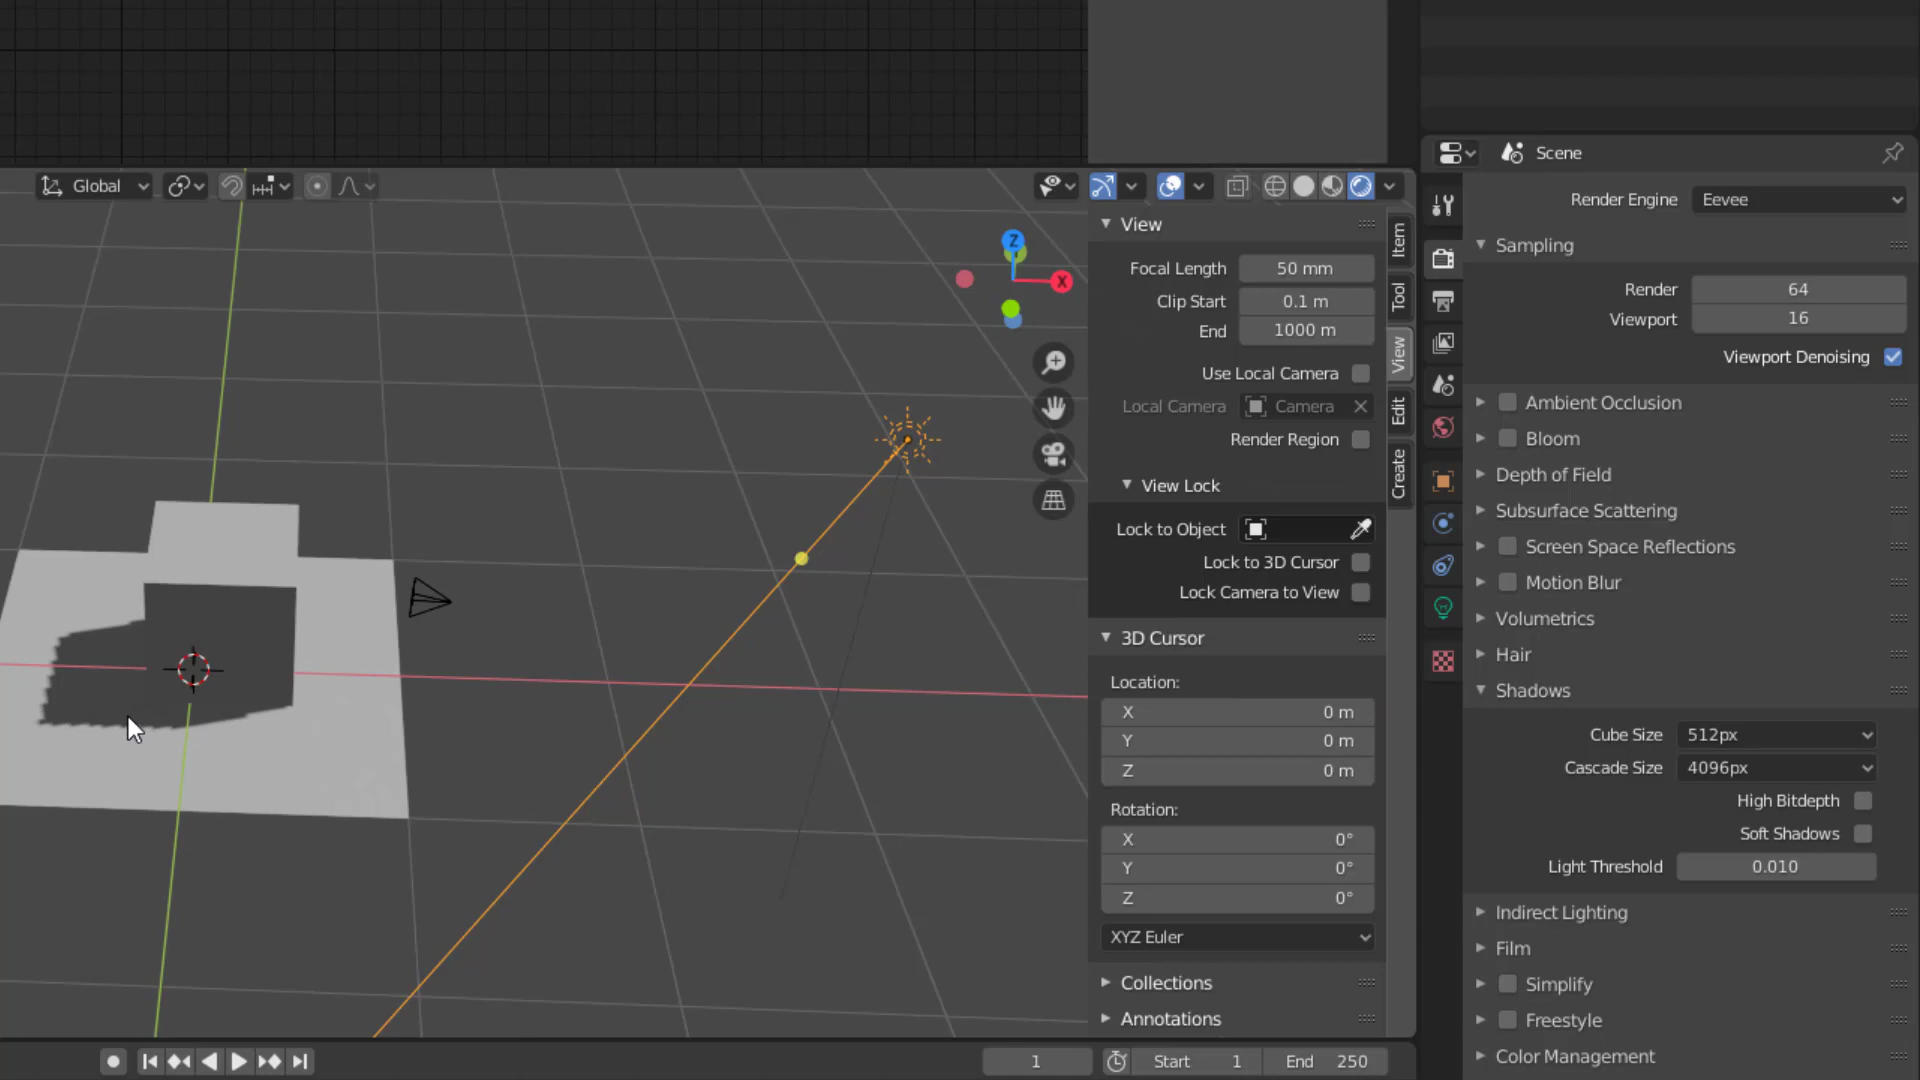 Global
Z
X
View
Focal Length 50 mm
Clip Start 0.1 m
End 1000 m
Use Local Camera
Local Camera Camera
Render Region
View Lock
Lock to Object
Lock to 3D Cursor
Lock Camera to View
3D Cursor
Location:
X 0 m
Y 0 m
Z 0 m
Rotation:
X 0°
Y 0°
Z 0°
XYZ Euler
Collections
Annotations
Item
Tool
View
Edit
Create
Scene
Render Engine Eevee
Sampling
Render 64
Viewport 16
Viewport Denoising
Ambient Occlusion
Bloom
Depth of Field
Subsurface Scattering
Screen Space Reflections
Motion Blur
Volumetrics
Hair
Shadows
Cube Size 512px
Cascade Size 4096px
High Bitdepth
Soft Shadows
Light Threshold 0.010
Indirect Lighting
Film
Simplify
Freestyle
Color Management
1 Start 1 End 250